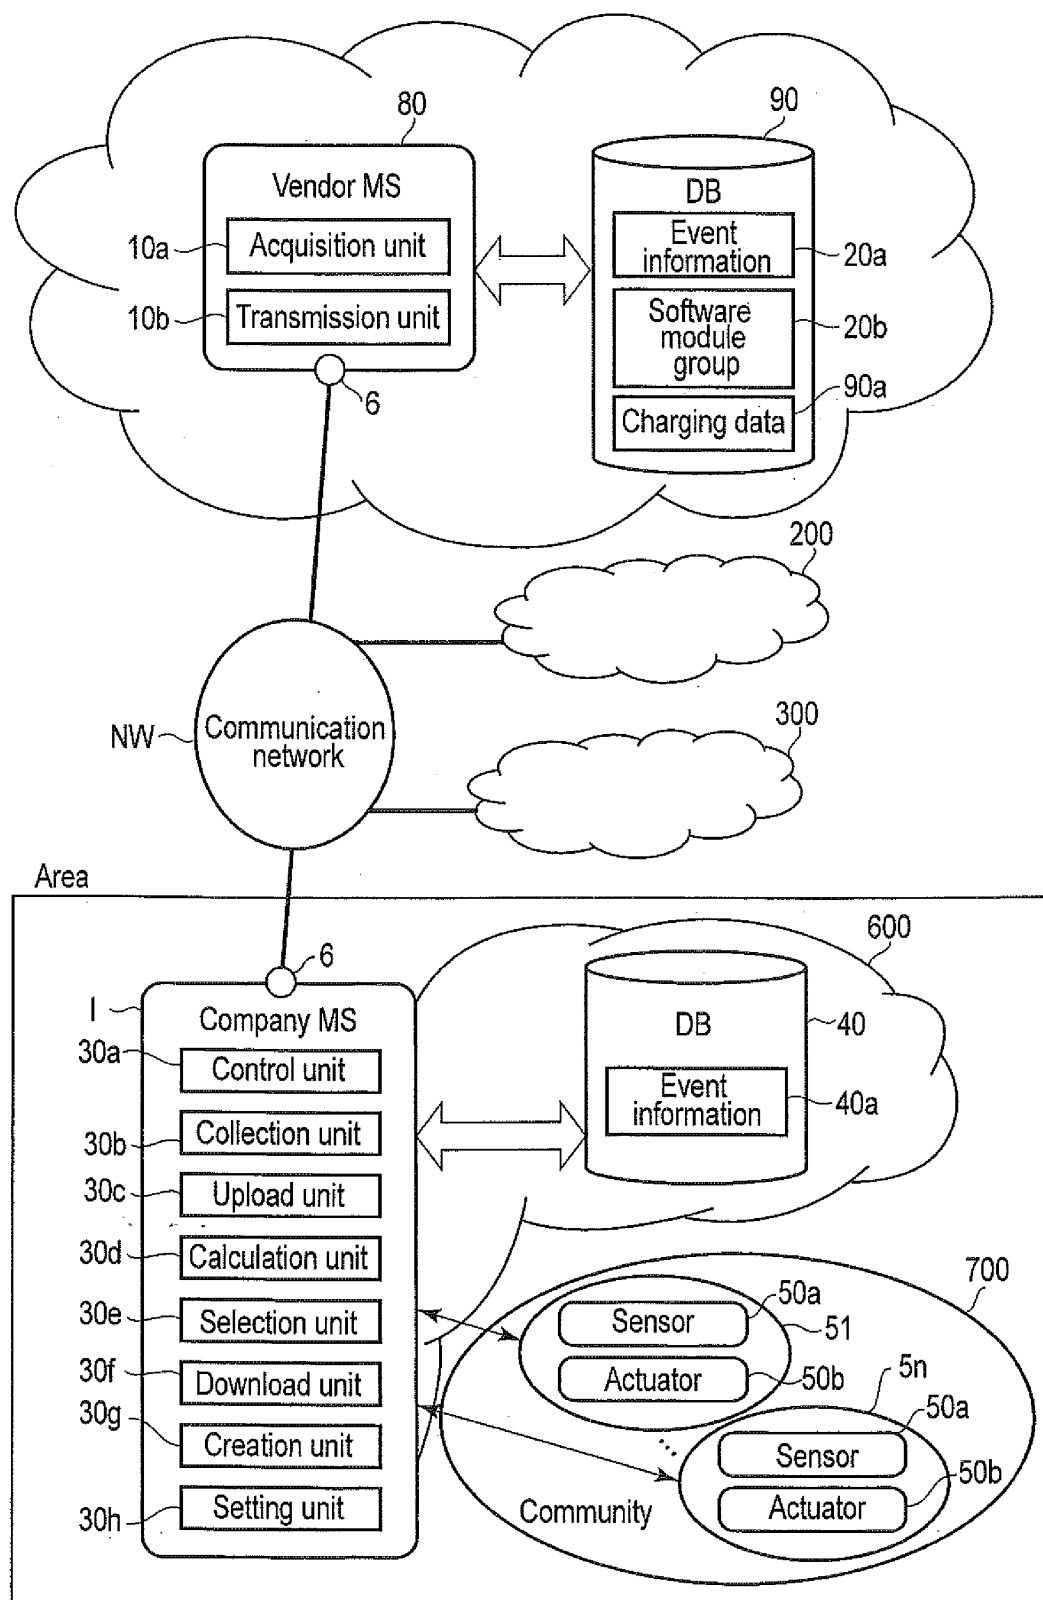 80
90
Vendor MS
DB
10a
Acquisition unit
Event
information
20a
10b
Transmission unit
Software
module
group
20b
6
90a
Charging data
200
NW
Communication
network
300
Area
6
600
I
Company MS
DB
40
30a
Control unit
Event
information
40a
30b
Collection unit
30c
Upload unit
30d
Calculation unit
700
30e
Selection unit
Sensor
50a
51
30f
Download unit
Actuator
50b
5n
30g
Creation unit
...
Sensor
50a
30h
Setting unit
Community
Actuator
50b